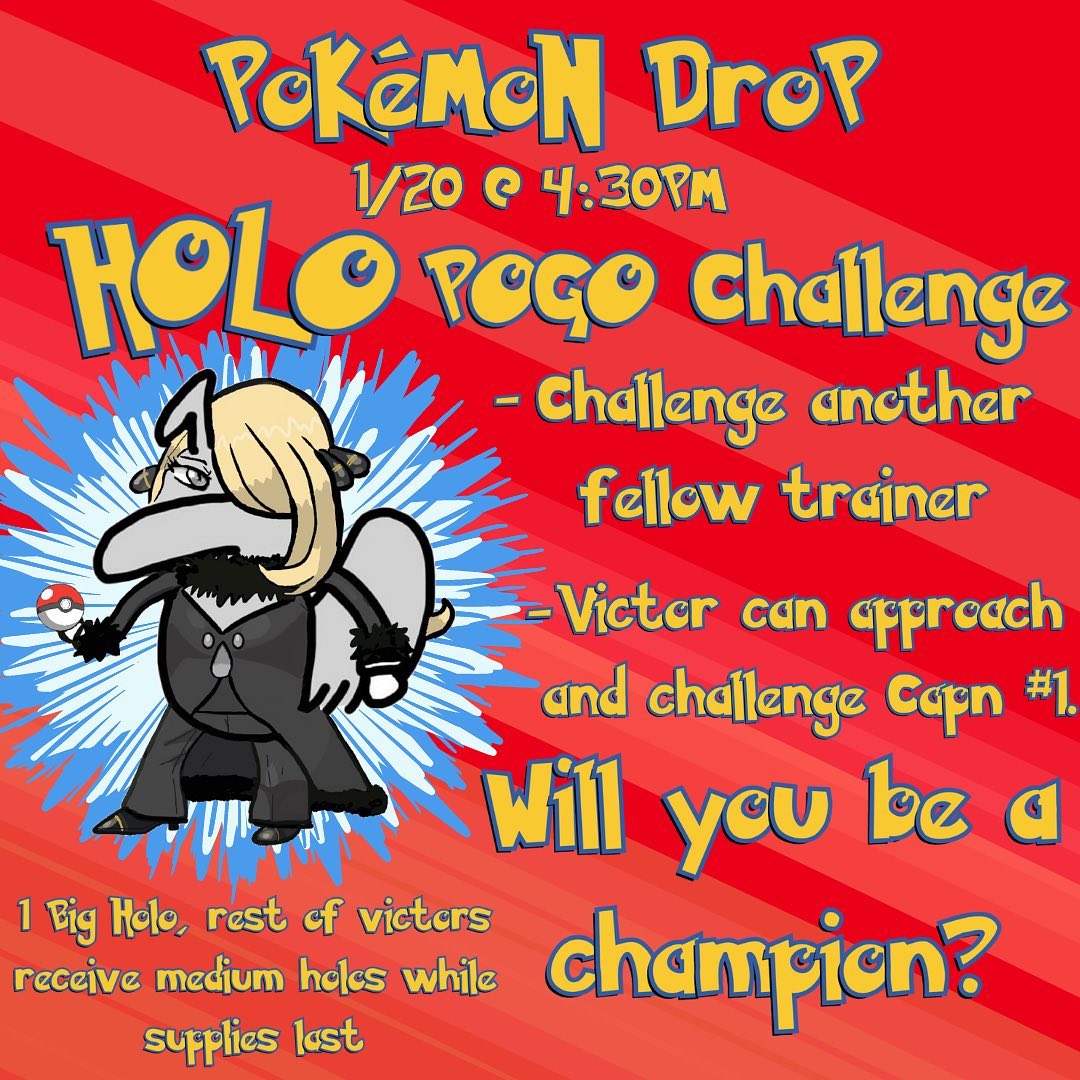 PoKéMoN DroP
1/20 @ 4:30PM
HOLO POGO Challenge
- Challenge another
fellow trainer
- Victor can approach
and challenge Capn #1.
Will you be a
champion?
1 Big Holo, rest of victors
receive medium holos while
supplies last